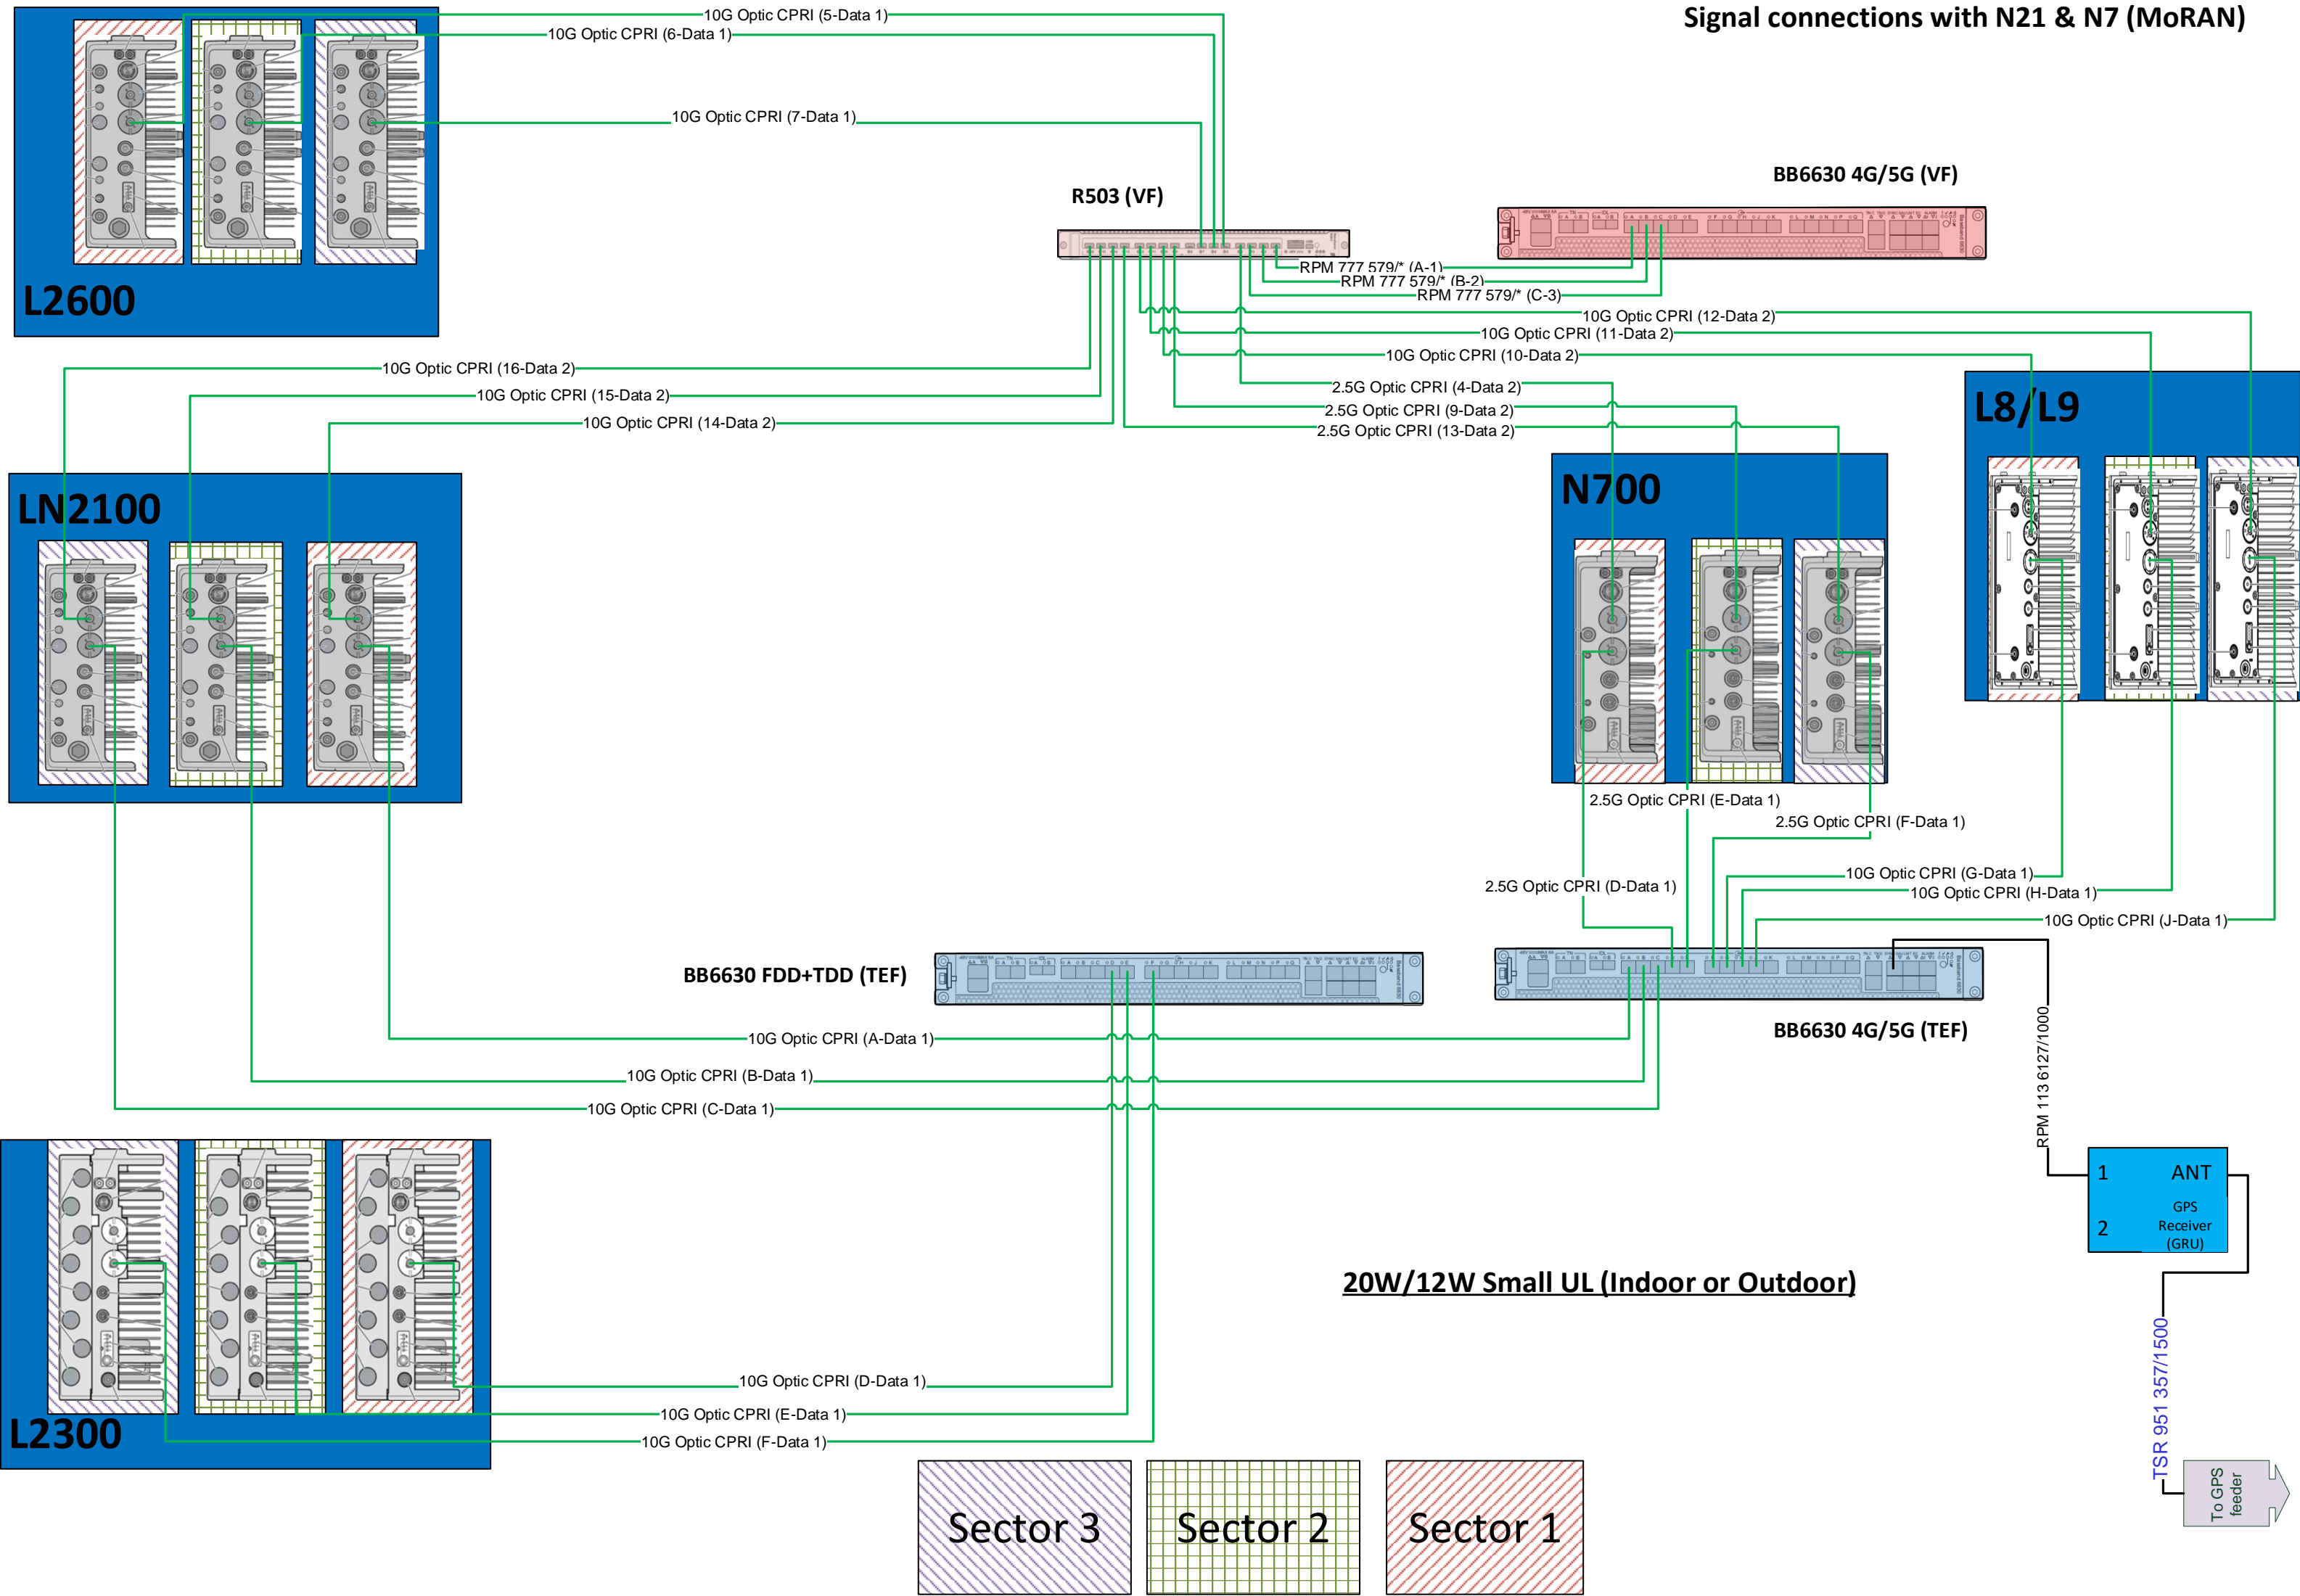 Signal connections with N21 & N7 (MoRAN)
10G Optic CPRI (5-Data 1)
10G Optic CPRI (6-Data 1)
10G Optic CPRI (7-Data 1)
L2600
R503 (VF)
BB6630 4G/5G (VF)
RPM 777 579/* (A-1)
RPM 777 579/* (B-2)
RPM 777 579/* (C-3)
10G Optic CPRI (12-Data 2)
10G Optic CPRI (11-Data 2)
10G Optic CPRI (10-Data 2)
10G Optic CPRI (16-Data 2)
10G Optic CPRI (15-Data 2)
10G Optic CPRI (14-Data 2)
2.5G Optic CPRI (4-Data 2)
2.5G Optic CPRI (9-Data 2)
2.5G Optic CPRI (13-Data 2)
L8/L9
N700
LN2100
2.5G Optic CPRI (E-Data 1)
2.5G Optic CPRI (F-Data 1)
2.5G Optic CPRI (D-Data 1)
10G Optic CPRI (G-Data 1)
10G Optic CPRI (H-Data 1)
10G Optic CPRI (J-Data 1)
BB6630 FDD+TDD (TEF)
BB6630 4G/5G (TEF)
10G Optic CPRI (A-Data 1)
10G Optic CPRI (B-Data 1)
10G Optic CPRI (C-Data 1)
RPM 113 6127/1000
1 ANT
2
GPS
Receiver
(GRU)
20W/12W Small UL (Indoor or Outdoor)
TSR 951 357/1500
To GPS
feeder
L2300
10G Optic CPRI (D-Data 1)
10G Optic CPRI (E-Data 1)
10G Optic CPRI (F-Data 1)
Sector 3
Sector 2
Sector 1